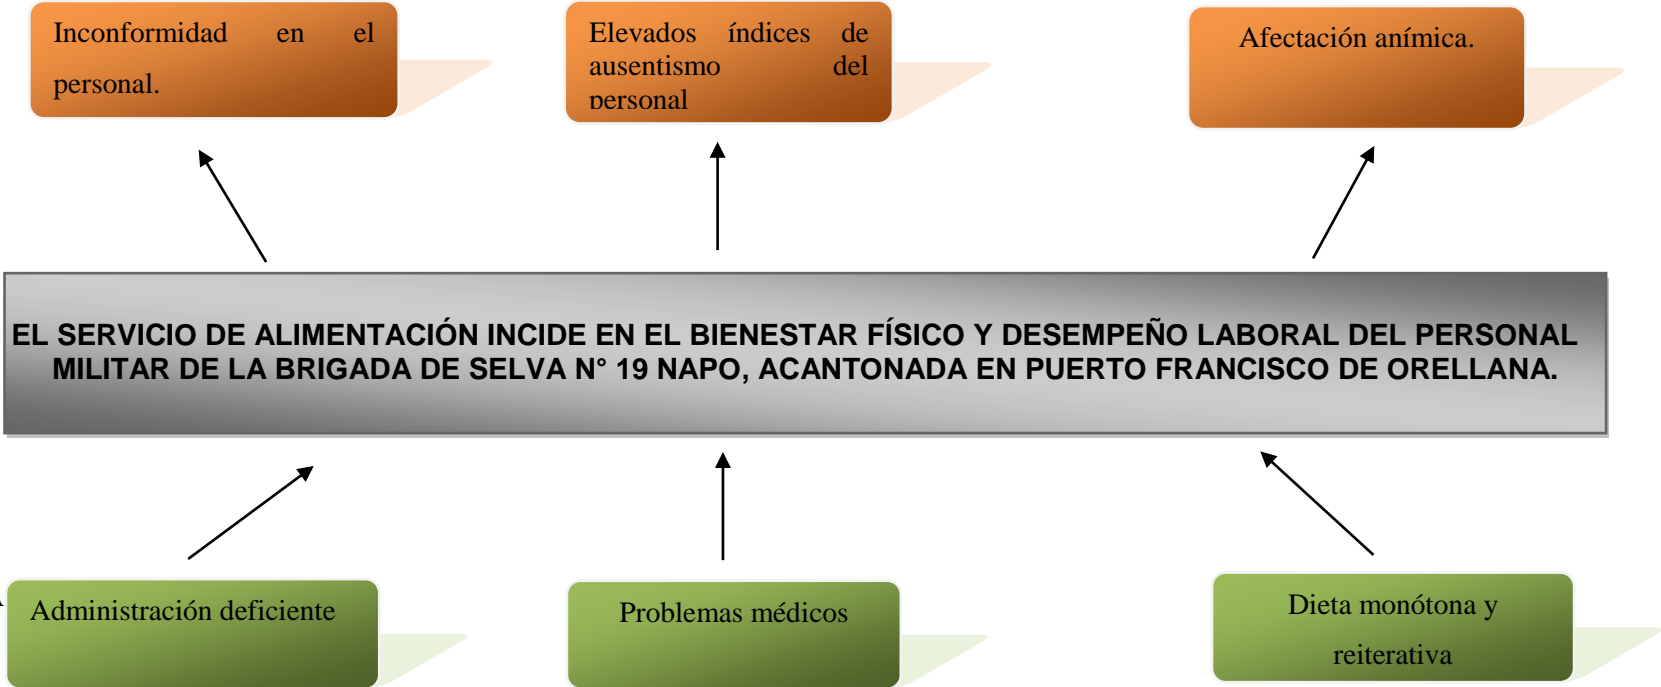 Inconformidad en el
personal.
Elevados índices de
ausentismo del
personal
Afectación anímica.
EL SERVICIO DE ALIMENTACIÓN INCIDE EN EL BIENESTAR FÍSICO Y DESEMPEÑO LABORAL DEL PERSONAL
MILITAR DE LA BRIGADA DE SELVA N° 19 NAPO, ACANTONADA EN PUERTO FRANCISCO DE ORELLANA.
Administración deficiente
Problemas médicos
Dieta monótona y
reiterativa